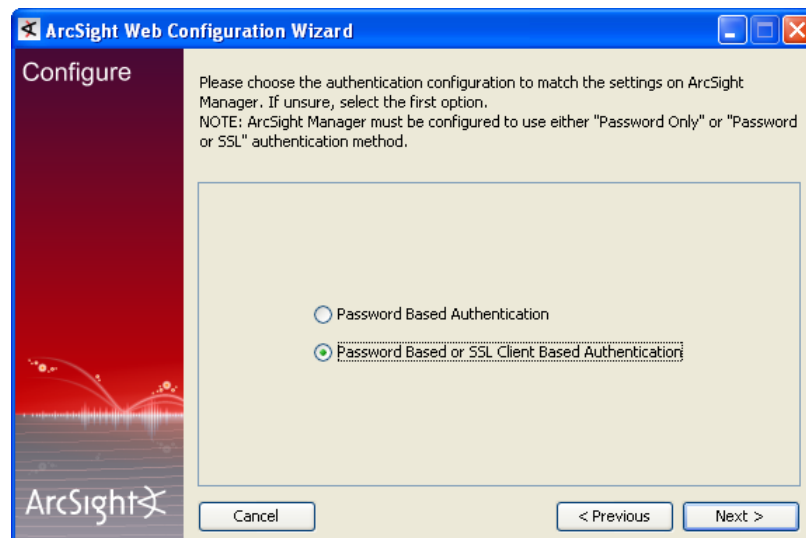 ArcSight Web Configuration Wizard
Configure
Please choose the authentication configuration to match the settings on ArcSight
Manager. If unsure, select the first option.
NOTE: ArcSight Manager must be configured to use either "Password Only" or "Password
or SSL" authentication method.
Password Based Authentication
Password Based or SSL Client Based Authentication
ArcSight
Cancel
< Previous
Next >